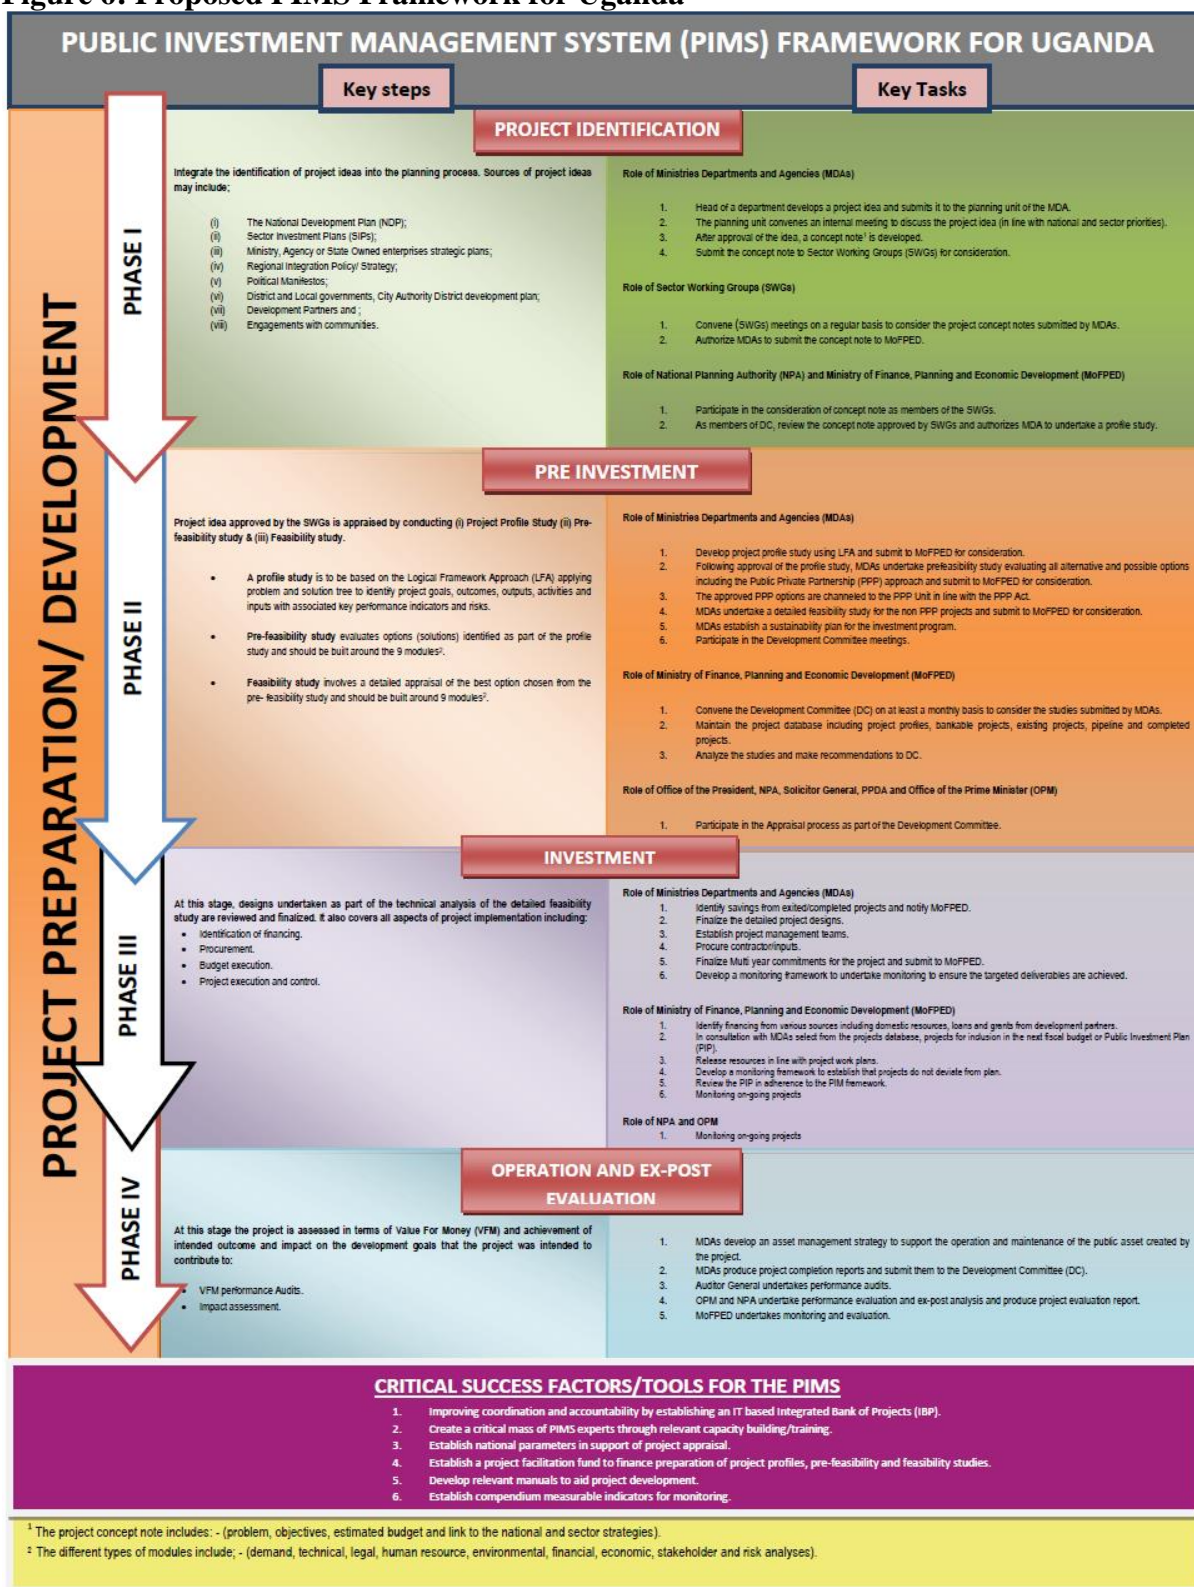 Figure 6: Proposed PIMS Framework for Uganda
PUBLIC INVESTMENT MANAGEMENT SYSTEM (PIMS) FRAMEWORK FOR UGANDA
Key steps
Key Tasks
PROJECT PREPARATION/ DEVELOPMENT
PHASE I
PROJECT IDENTIFICATION
Integrate the identification of project ideas into the planning process. Sources of project ideas
may include;
(i) The National Development Plan (NDP);
(ii) Sector Investment Plans (SIPs);
(iii) Ministry, Agency or State Owned enterprises strategic plans;
(iv) Regional Integration Policy/ Strategy;
(v) Political Manifestos;
(vi) District and Local governments, City Authority District development plan;
(vii) Development Partners and ;
(viii) Engagements with communities.
Role of Ministries Departments and Agencies (MDAs)
1. Head of a department develops a project idea and submits it to the planning unit of the MDA.
2. The planning unit convenes an internal meeting to discuss the project idea (in line with national and sector priorities).
3. After approval of the idea, a concept note¹ is developed.
4. Submit the concept note to Sector Working Groups (SWGs) for consideration.
Role of Sector Working Groups (SWGs)
1. Convene (SWGs) meetings on a regular basis to consider the project concept notes submitted by MDAs.
2. Authorize MDAs to submit the concept note to MoFPED.
Role of National Planning Authority (NPA) and Ministry of Finance, Planning and Economic Development (MoFPED)
1. Participate in the consideration of concept note as members of the SWGs.
2. As members of DC, review the concept note approved by SWGs and authorizes MDA to undertake a profile study.
PHASE II
PRE INVESTMENT
Project idea approved by the SWGs is appraised by conducting (i) Project Profile Study (ii) Pre-
feasibility study & (iii) Feasibility study.
• A profile study is to be based on the Logical Framework Approach (LFA) applying
problem and solution tree to identify project goals, outcomes, outputs, activities and
inputs with associated key performance indicators and risks.
• Pre-feasibility study evaluates options (solutions) identified as part of the profile
study and should be built around the 9 modules².
• Feasibility study involves a detailed appraisal of the best option chosen from the
pre- feasibility study and should be built around 9 modules².
Role of Ministries Departments and Agencies (MDAs)
1. Develop project profile study using LFA and submit to MoFPED for consideration.
2. Following approval of the profile study, MDAs undertake prefeasibility study evaluating all alternative and possible options
including the Public Private Partnership (PPP) approach and submit to MoFPED for consideration.
3. The approved PPP options are channeled to the PPP Unit in line with the PPP Act.
4. MDAs undertake a detailed feasibility study for the non PPP projects and submit to MoFPED for consideration.
5. MDAs establish a sustainability plan for the investment program.
6. Participate in the Development Committee meetings.
Role of Ministry of Finance, Planning and Economic Development (MoFPED)
1. Convene the Development Committee (DC) on at least a monthly basis to consider the studies submitted by MDAs.
2. Maintain the project database including project profiles, bankable projects, existing projects, pipeline and completed
projects.
3. Analyze the studies and make recommendations to DC.
Role of Office of the President, NPA, Solicitor General, PPDA and Office of the Prime Minister (OPM)
1. Participate in the Appraisal process as part of the Development Committee.
PHASE III
INVESTMENT
At this stage, designs undertaken as part of the technical analysis of the detailed feasibility
study are reviewed and finalized. It also covers all aspects of project implementation including:
• Identification of financing.
• Procurement.
• Budget execution.
• Project execution and control.
Role of Ministries Departments and Agencies (MDAs)
1. Identify savings from exited/completed projects and notify MoFPED.
2. Finalize the detailed project designs.
3. Establish project management teams.
4. Procure contractor/inputs.
5. Finalize Multi year commitments for the project and submit to MoFPED.
6. Develop a monitoring framework to undertake monitoring to ensure the targeted deliverables are achieved.
Role of Ministry of Finance, Planning and Economic Development (MoFPED)
1. Identify financing from various sources including domestic resources, loans and grants from development partners.
2. In consultation with MDAs select from the projects database, projects for inclusion in the next fiscal budget or Public Investment Plan
(PIP).
3. Release resources in line with project work plans.
4. Develop a monitoring framework to establish that projects do not deviate from plan.
5. Review the PIP in adherence to the PIM framework.
6. Monitoring on-going projects
Role of NPA and OPM
1. Monitoring on-going projects
PHASE IV
OPERATION AND EX-POST
EVALUATION
At this stage the project is assessed in terms of Value For Money (VFM) and achievement of
intended outcome and impact on the development goals that the project was intended to
contribute to:
• VFM performance Audits.
• Impact assessment.
1. MDAs develop an asset management strategy to support the operation and maintenance of the public asset created by
the project.
2. MDAs produce project completion reports and submit them to the Development Committee (DC).
3. Auditor General undertakes performance audits.
4. OPM and NPA undertake performance evaluation and ex-post analysis and produce project evaluation report.
5. MoFPED undertakes monitoring and evaluation.
CRITICAL SUCCESS FACTORS/TOOLS FOR THE PIMS
1. Improving coordination and accountability by establishing an IT based Integrated Bank of Projects (IBP).
2. Create a critical mass of PIMS experts through relevant capacity building/training.
3. Establish national parameters in support of project appraisal.
4. Establish a project facilitation fund to finance preparation of project profiles, pre-feasibility and feasibility studies.
5. Develop relevant manuals to aid project development.
6. Establish compendium measurable indicators for monitoring.
¹ The project concept note includes: - (problem, objectives, estimated budget and link to the national and sector strategies).
² The different types of modules include; - (demand, technical, legal, human resource, environmental, financial, economic, stakeholder and risk analyses).